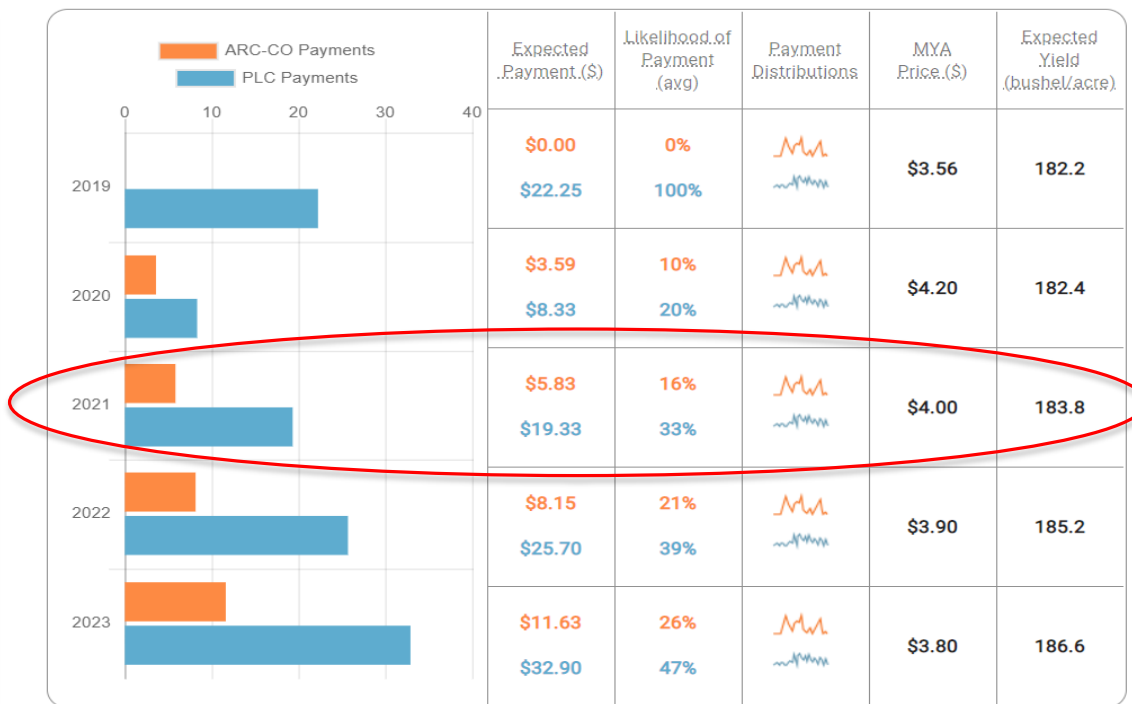 ARC-CO Payments
PLC Payments
Expected
Payment ($)
Likelihood of
Payment
(avg)
Payment
Distributions
MYA
Price ($)
Expected
Yield
(bushel/acre)
0 10 20 30 40
2019
$0.00 0%
$22.25 100%
$3.56 182.2
2020
$3.59 10%
$8.33 20%
$4.20 182.4
2021
$5.83 16%
$19.33 33%
$4.00 183.8
2022
$8.15 21%
$25.70 39%
$3.90 185.2
2023
$11.63 26%
$32.90 47%
$3.80 186.6